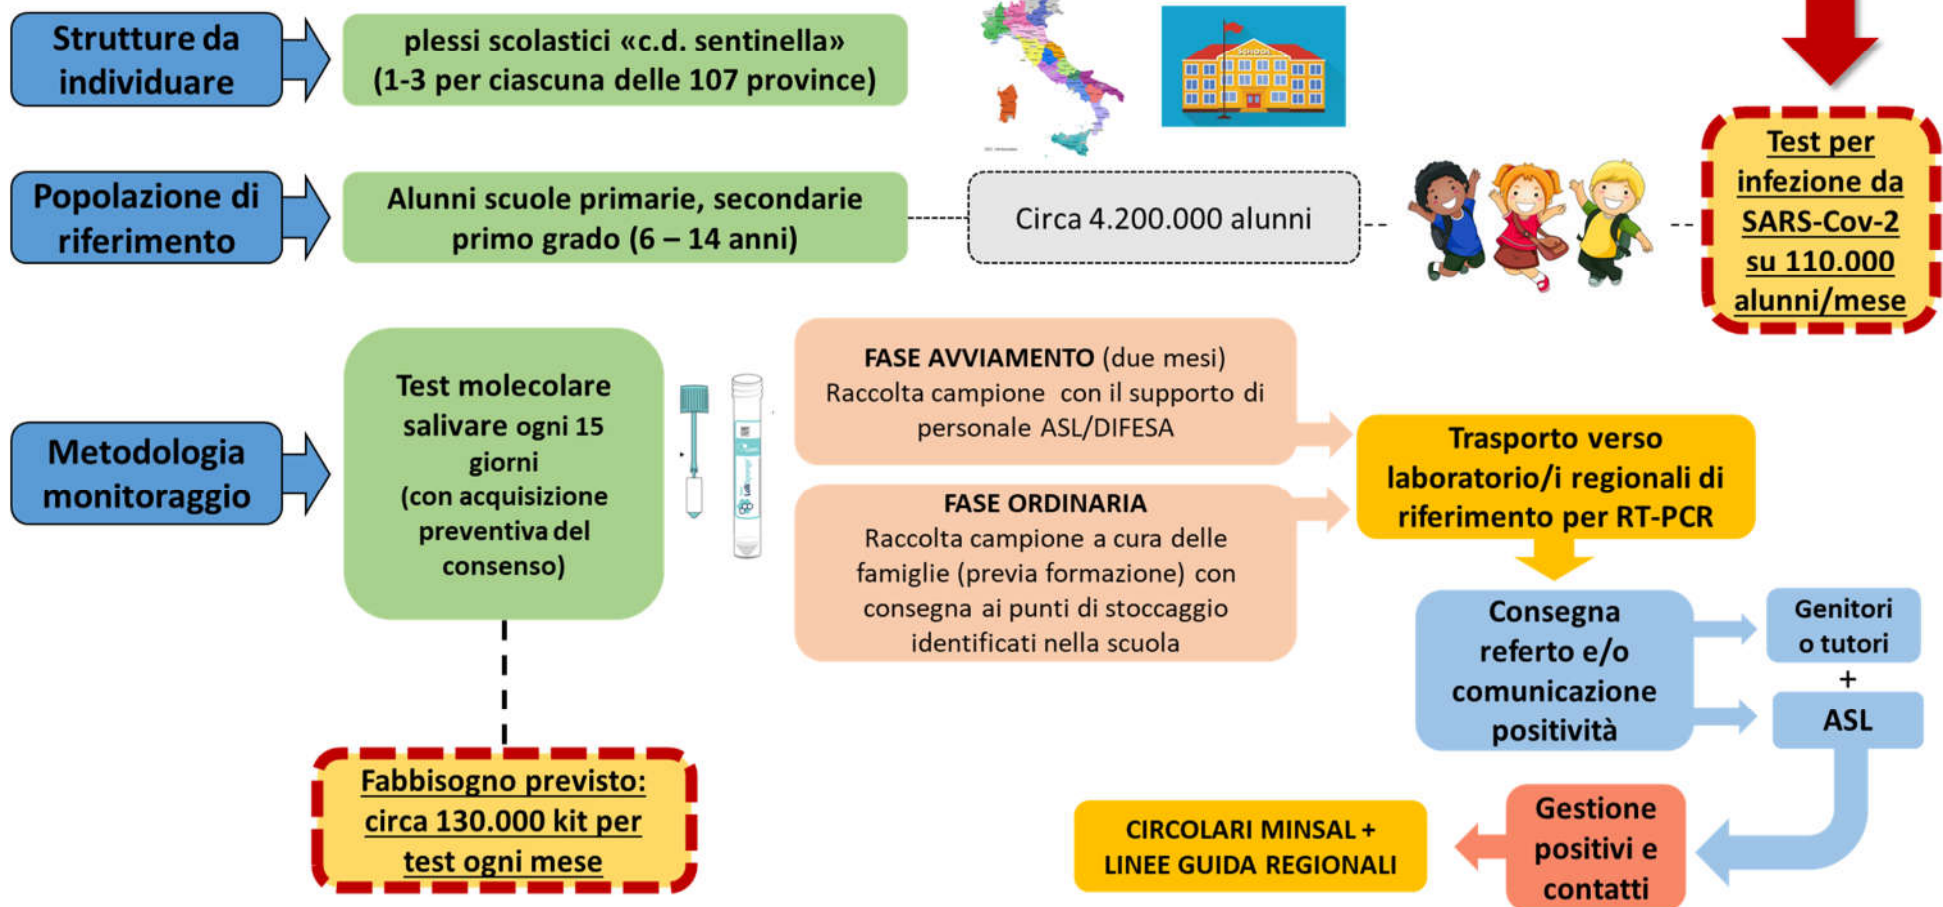 Strutture da
individuare
plessi scolastici «c.d. sentinella»
(1-3 per ciascuna delle 107 province)
SCHOOL
Popolazione di
riferimento
Alunni scuole primarie, secondarie
primo grado (6 – 14 anni)
Circa 4.200.000 alunni
Test per
infezione da
SARS-Cov-2
su 110.000
alunni/mese
Metodologia
monitoraggio
Test molecolare
salivare ogni 15
giorni
(con acquisizione
preventiva del
consenso)
FASE AVVIAMENTO (due mesi)
Raccolta campione con il supporto di
personale ASL/DIFESA
FASE ORDINARIA
Raccolta campione a cura delle
famiglie (previa formazione) con
consegna ai punti di stoccaggio
identificati nella scuola
Trasporto verso
laboratorio/i regionali di
riferimento per RT-PCR
Consegna
referto e/o
comunicazione
positività
Genitori
o tutori
+
ASL
Fabbisogno previsto:
circa 130.000 kit per
test ogni mese
CIRCOLARI MINSAL +
LINEE GUIDA REGIONALI
Gestione
positivi e
contatti